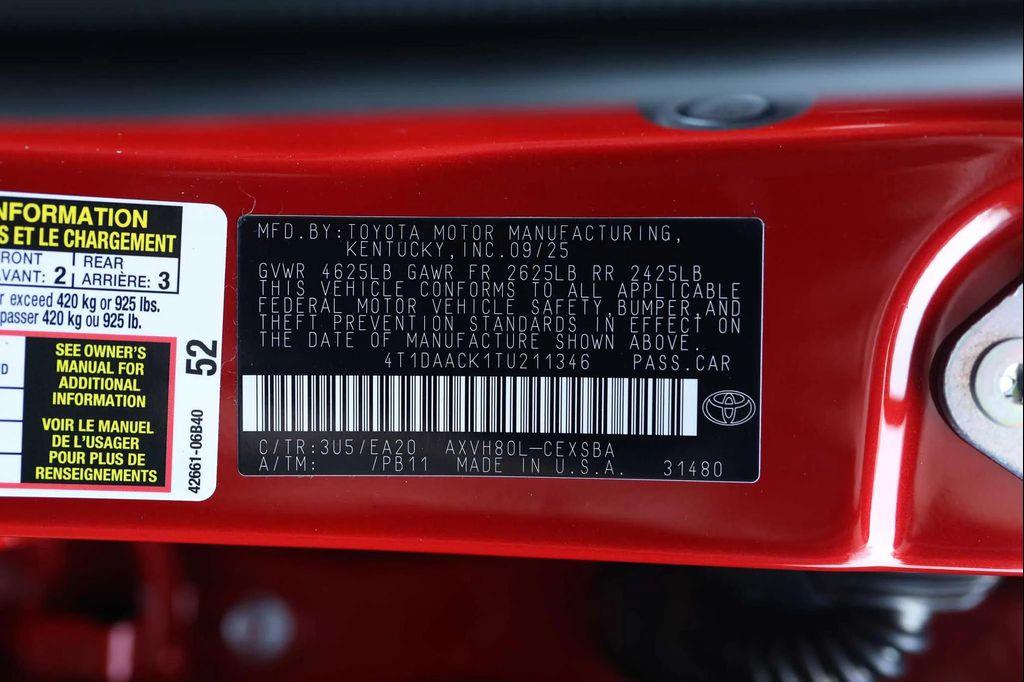 NFORMATION
S ET LE CHARGEMENT
RONT
VANT: 2
REAR
ARRIÈRE: 3
r exceed 420 kg or 925 lbs.
passer 420 kg ou 925 lb.
D
SEE OWNER'S
MANUAL FOR
ADDITIONAL
INFORMATION
VOIR LE MANUEL
DE L'USAGER
POUR PLUS DE
RENSEIGNEMENTS
52
42661-06B40
MFD.BY:TOYOTA MOTOR MANUFACTURING,
KENTUCKY,INC.09/25
GVWR 4625LB GAWR FR 2625LB RR 2425LB
THIS VEHICLE CONFORMS TO ALL APPLICABLE
FEDERAL MOTOR VEHICLE SAFETY,BUMPER,AND
THEFT PREVENTION STANDARDS IN EFFECT ON
THE DATE OF MANUFACTURE SHOWN ABOVE.
4T1DAACK1TU211346 PASS.CAR
C/TR:3U5/EA20 AXVH80L-CEXSBA
A/TM: /PB11 MADE IN U.S.A. 31480